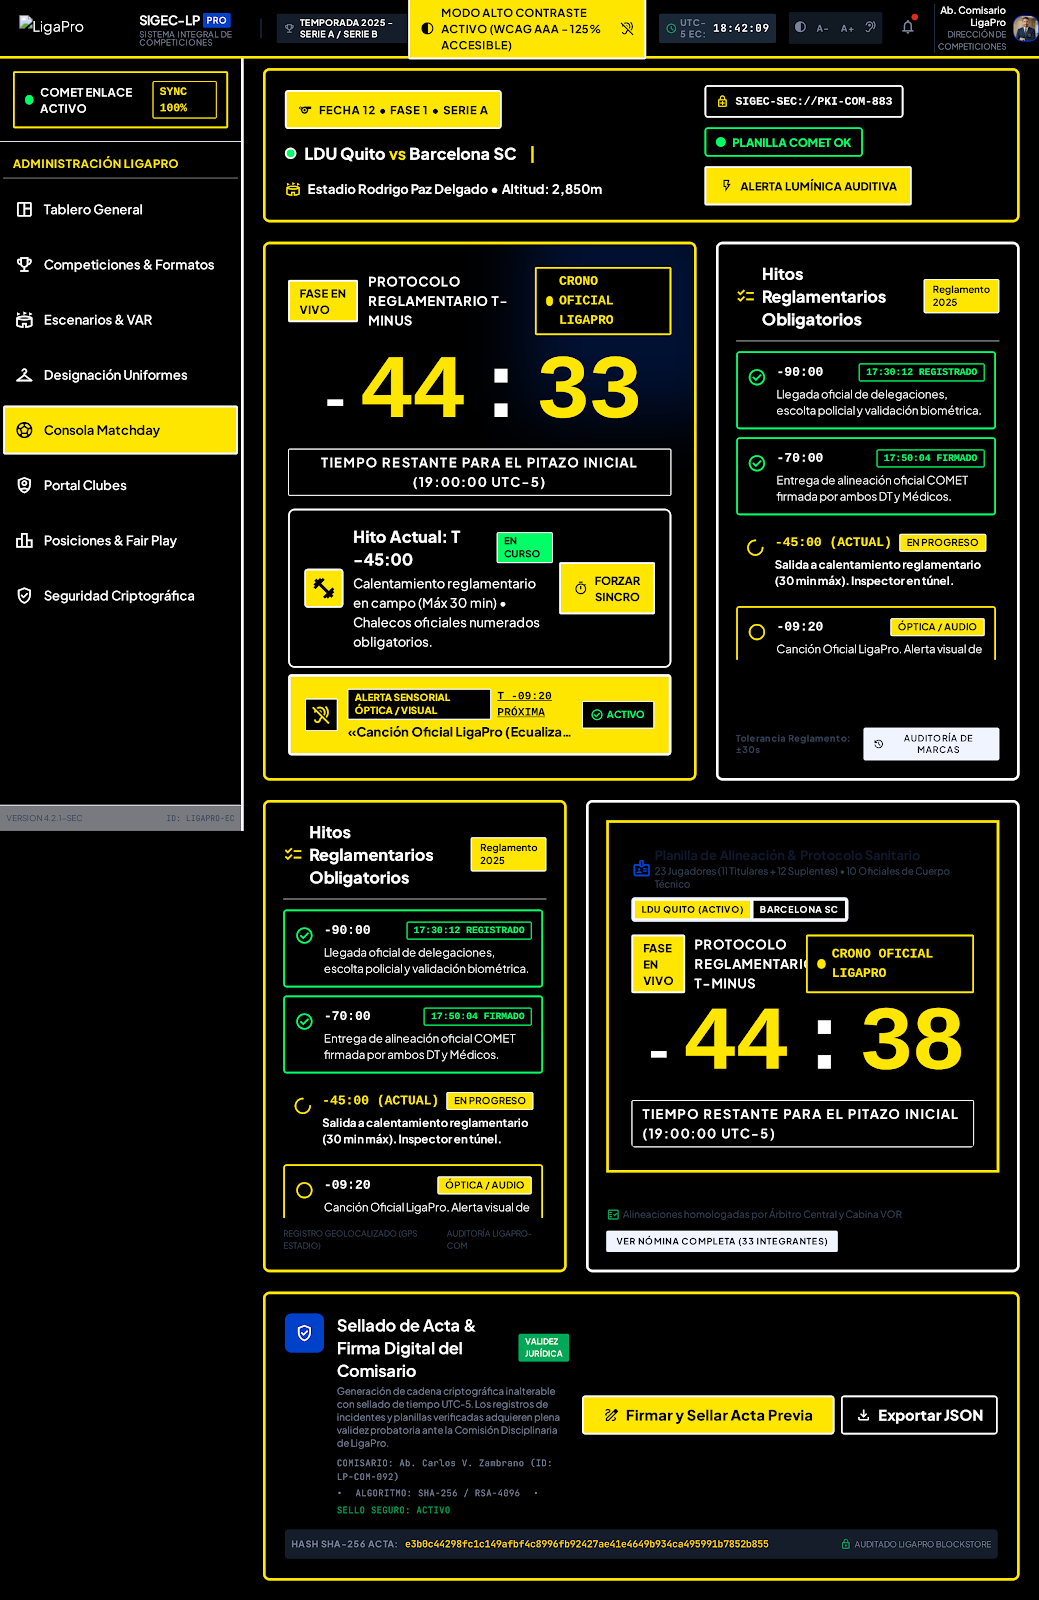 LigaPro
SIGEC-LP PRO
SISTEMA INTEGRAL DE
COMPETICIONES
TEMPORADA 2025 -
SERIE A / SERIE B
MODO ALTO CONTRASTE
ACTIVO (WCAG AAA - 125%
ACCESIBLE)
UTC-
5 EC:
18:42:09
A-
A+
Ab. Comisario
LigaPro
DIRECCIÓN DE
COMPETICIONES
COMET ENLACE
ACTIVO
SYNC
100%
ADMINISTRACIÓN LIGAPRO
Tablero General
Competiciones & Formatos
Escenarios & VAR
Designación Uniformes
Consola Matchday
Portal Clubes
Posiciones & Fair Play
Seguridad Criptográfica
VERSION 4.2.1-SEC
ID: LIGAPRO-EC
FECHA 12 • FASE 1 • SERIE A
LDU Quito vs Barcelona SC
Estadio Rodrigo Paz Delgado • Altitud: 2,850m
SIGEC-SEC://PKI-COM-883
PLANILLA COMET OK
ALERTA LUMÍNICA AUDITIVA
FASE EN
VIVO
PROTOCOLO
REGLAMENTARIO T-
MINUS
CRONO
OFICIAL
LIGAPRO
- 44 : 33
TIEMPO RESTANTE PARA EL PITAZO INICIAL
(19:00:00 UTC-5)
Hito Actual: T
-45:00
EN
CURSO
Calentamiento reglamentario
en campo (Máx 30 min) •
Chalecos oficiales numerados
obligatorios.
FORZAR
SINCRO
ALERTA SENSORIAL
ÓPTICA / VISUAL
T -09:20
PRÓXIMA
«Canción Oficial LigaPro (Ecualiza...
ACTIVO
Hitos
Reglamentarios
Obligatorios
Reglamento
2025
-90:00
17:30:12 REGISTRADO
Llegada oficial de delegaciones,
escolta policial y validación biométrica.
-70:00
17:50:04 FIRMADO
Entrega de alineación oficial COMET
firmada por ambos DT y Médicos.
-45:00 (ACTUAL)
EN PROGRESO
Salida a calentamiento reglamentario
(30 min máx). Inspector en túnel.
-09:20
ÓPTICA / AUDIO
Canción Oficial LigaPro. Alerta visual de
Tolerancia Reglamento:
±30s
AUDITORÍA DE
MARCAS
Hitos
Reglamentarios
Obligatorios
Reglamento
2025
-90:00
17:30:12 REGISTRADO
Llegada oficial de delegaciones,
escolta policial y validación biométrica.
-70:00
17:50:04 FIRMADO
Entrega de alineación oficial COMET
firmada por ambos DT y Médicos.
-45:00 (ACTUAL)
EN PROGRESO
Salida a calentamiento reglamentario
(30 min máx). Inspector en túnel.
-09:20
ÓPTICA / AUDIO
Canción Oficial LigaPro. Alerta visual de
REGISTRO GEOLOCALIZADO (GPS
ESTADIO)
AUDITORÍA LIGAPRO-
COM
Planilla de Alineación & Protocolo Sanitario
23 Jugadores (11 Titulares + 12 Suplentes) • 10 Oficiales de Cuerpo
Técnico
LDU QUITO (ACTIVO)
BARCELONA SC
FASE
EN
VIVO
PROTOCOLO
REGLAMENTARIO
T-MINUS
CRONO OFICIAL
LIGAPRO
- 44 : 38
TIEMPO RESTANTE PARA EL PITAZO INICIAL
(19:00:00 UTC-5)
Alineaciones homologadas por Árbitro Central y Cabina VOR
VER NÓMINA COMPLETA (33 INTEGRANTES)
Sellado de Acta &
Firma Digital del
Comisario
VALIDEZ
JURÍDICA
Generación de cadena criptográfica inalterable
con sellado de tiempo UTC-5. Los registros de
incidentes y planillas verificadas adquieren plena
validez probatoria ante la Comisión Disciplinaria
de LigaPro.
COMISARIO: Ab. Carlos V. Zambrano (ID:
LP-COM-092)
• ALGORITMO: SHA-256 / RSA-4096 •
SELLO SEGURO: ACTIVO
Firmar y Sellar Acta Previa
Exportar JSON
HASH SHA-256 ACTA: e3b0c44298fc1c149afbf4c8996fb92427ae41e4649b934ca495991b7852b855
AUDITADO LIGAPRO BLOCKSTORE